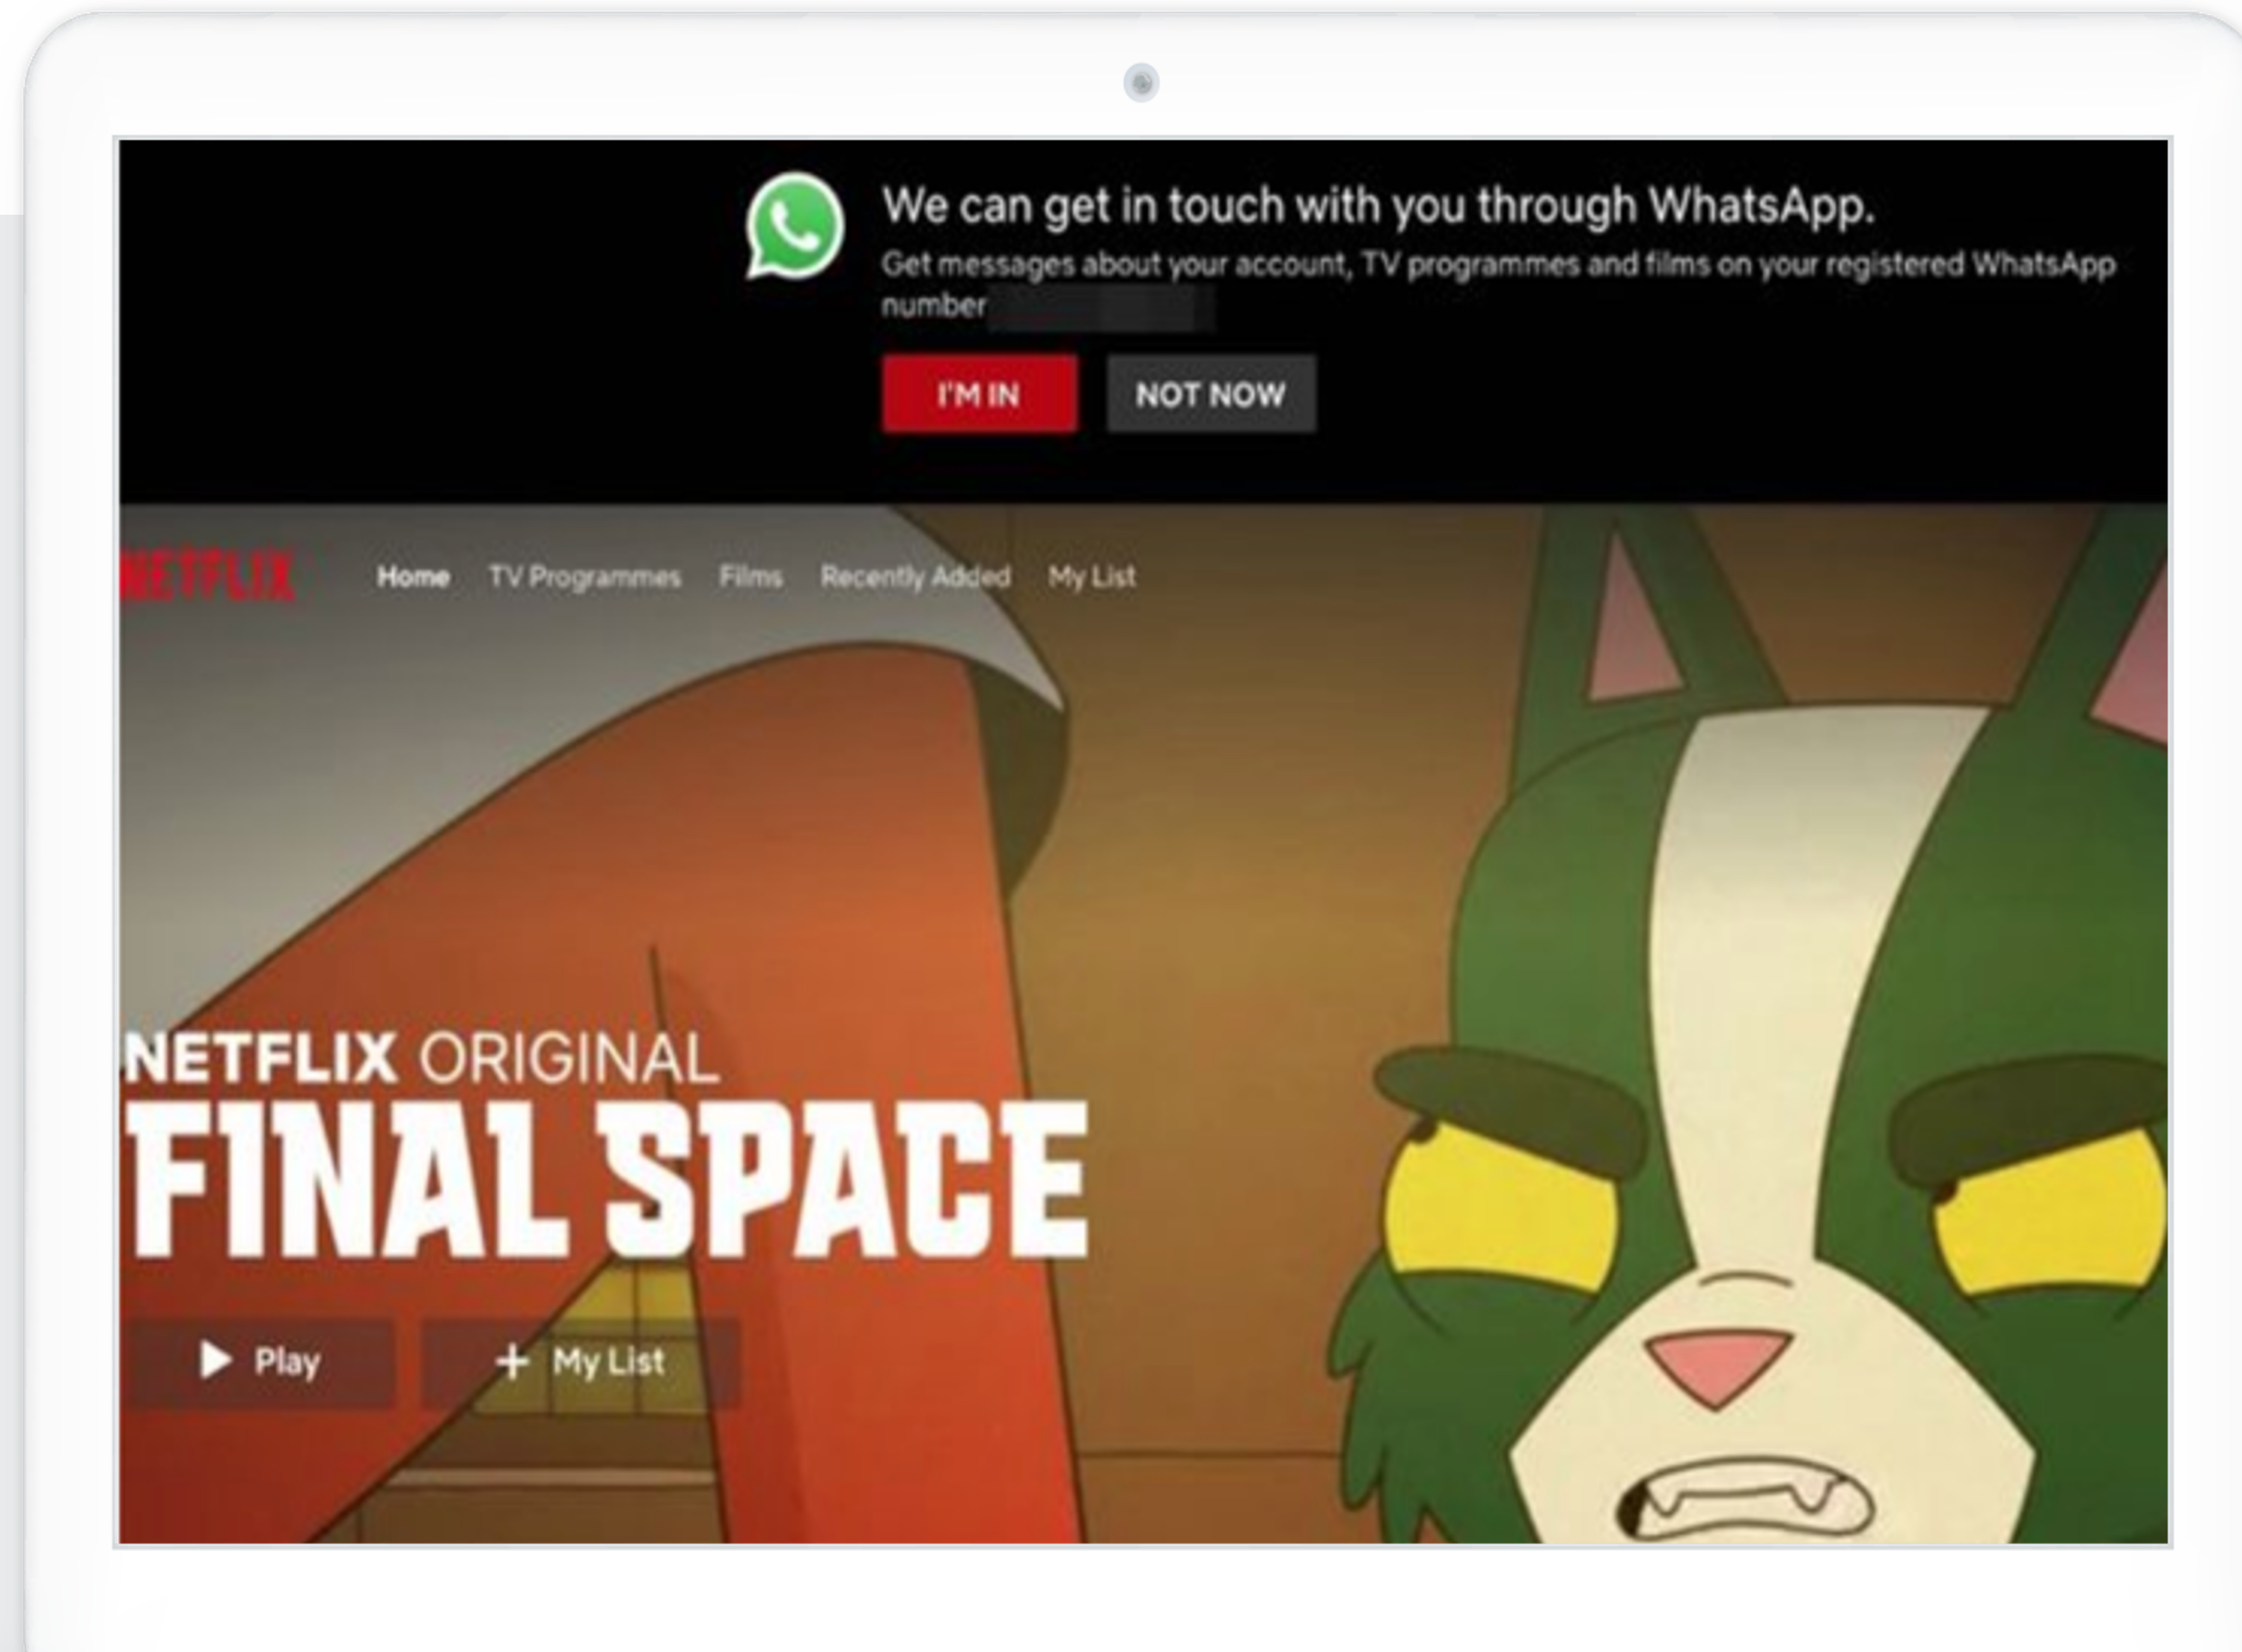 We can get in touch with you through WhatsApp.
Get messages about your account, TV programmes and films on your registered WhatsApp
number
I'M IN NOT NOW
NETFLIX Home TV Programmes Films Recently Added My List
NETFLIX ORIGINAL
FINAL SPACE
Play + My List